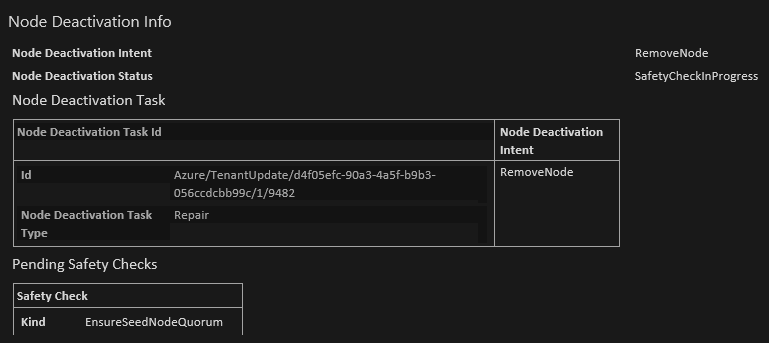 Node Deactivation Info
Node Deactivation Intent RemoveNode
Node Deactivation Status SafetyCheckInProgress
Node Deactivation Task
Node Deactivation Task Id Node Deactivation
Intent
Id Azure/TenantUpdate/d4f05efc-90a3-4a5f-b9b3- RemoveNode
056ccdcbb99c/1/9482
Node Deactivation Task Repair
Type
Pending Safety Checks
Safety Check
Kind EnsureSeedNodeQuorum